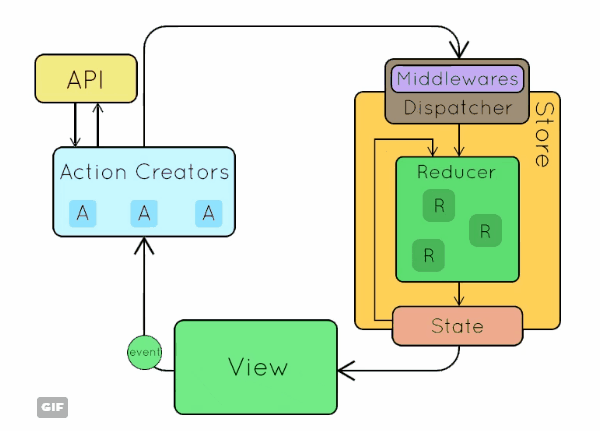 API
Middlewares
Dispatcher
Store
Action Creators
A
A
A
Reducer
R
R
R
State
event
View
GIF